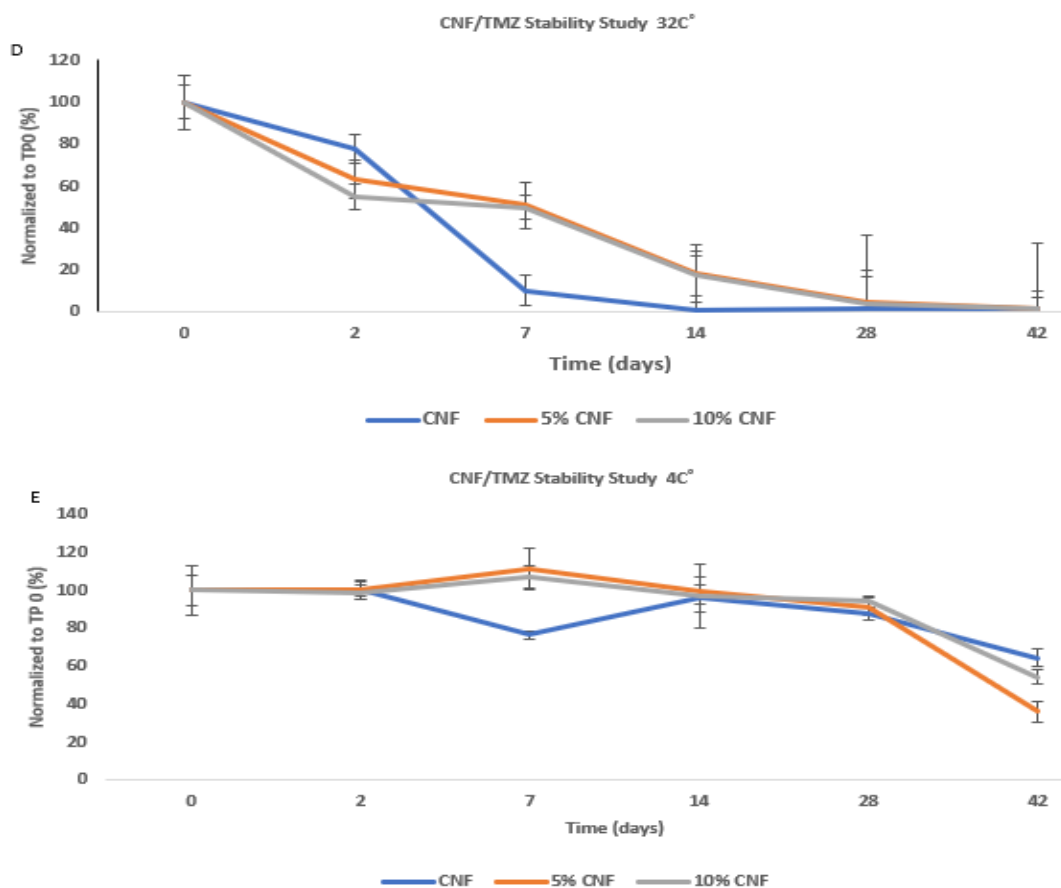 CNF/TMZ Stability Study 32C°
D
120
100
80
60
40
20
0
Normalized to TP0 (%)
0 2 7 14 28 42
Time (days)
CNF 5% CNF 10% CNF
CNF/TMZ Stability Study 4C°
E
140
120
100
80
60
40
20
0
Normalized to TP 0 (%)
0 2 7 14 28 42
Time (days)
CNF 5% CNF 10% CNF